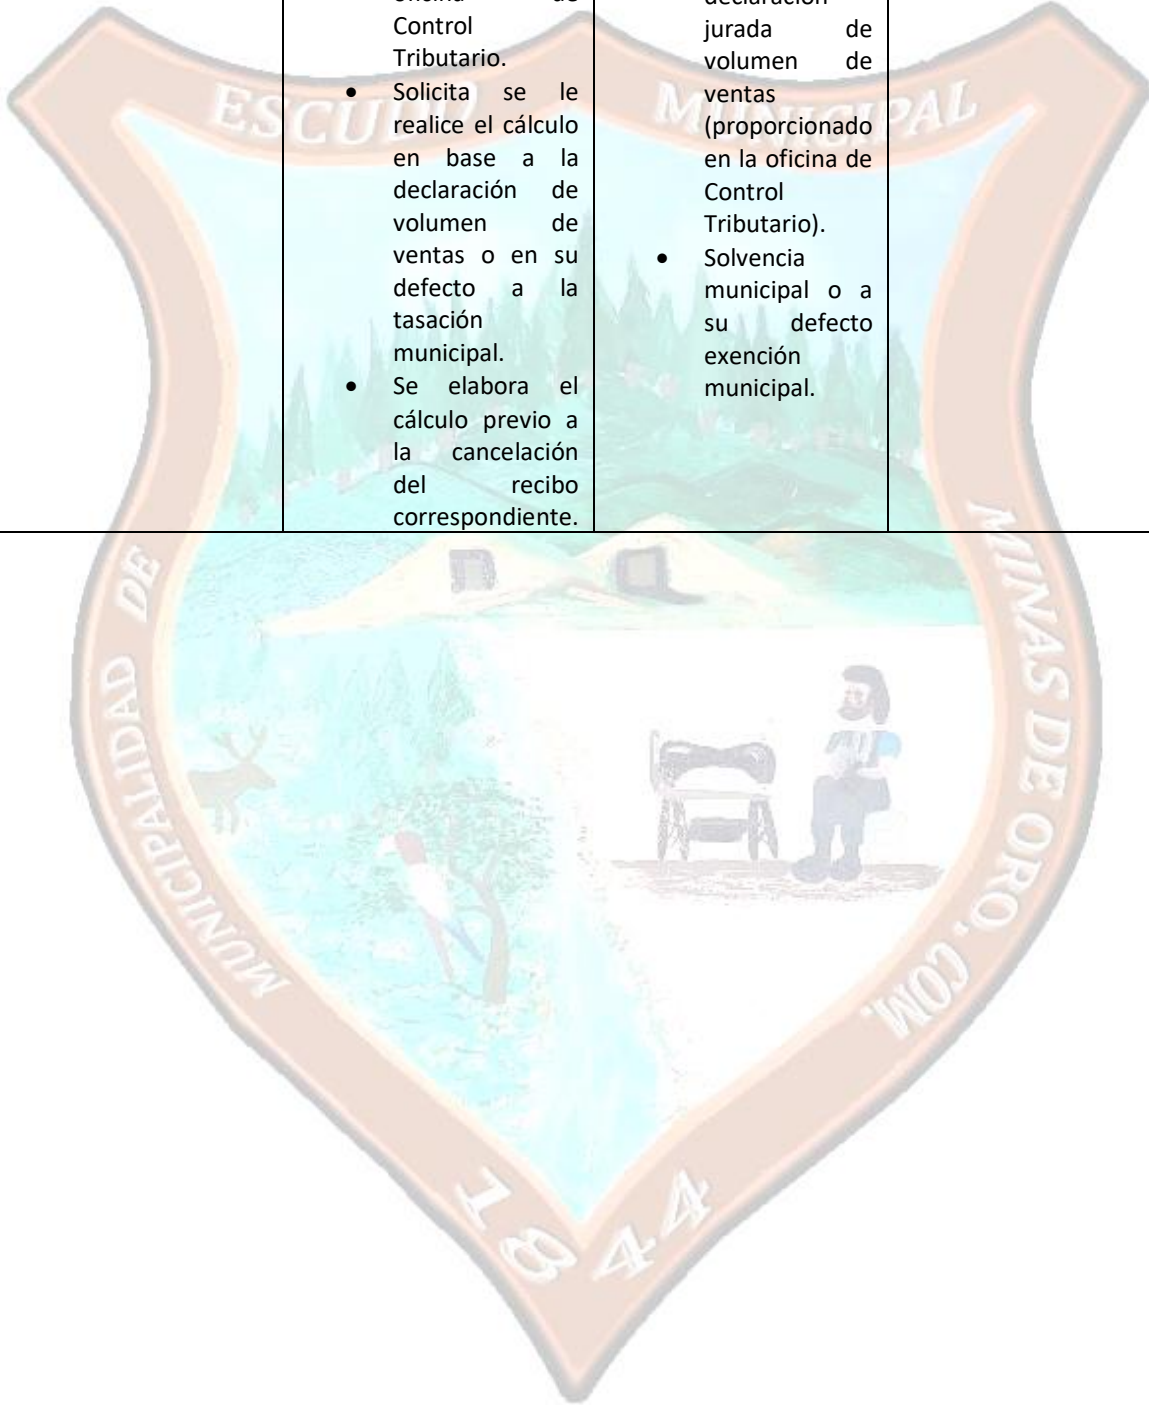 oficina de
Control
Tributario.
• Solicita se le
realice el cálculo
en base a la
declaración de
volumen de
ventas o en su
defecto a la
tasación
municipal.
• Se elabora el
cálculo previo a
la cancelación
del recibo
correspondiente.
declaración
jurada de
volumen de
ventas
(proporcionado
en la oficina de
Control
Tributario).
• Solvencia
municipal o a
su defecto
exención
municipal.
ESCUDO MUNICIPAL
MUNICIPALIDAD DE
MINAS DE ORO, COM.
1844